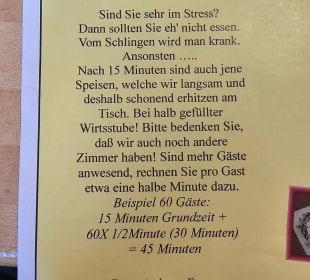 Sind Sie sehr im Stress?
Dann sollten Sie eh' nicht essen.
Vom Schlingen wird man krank.
Ansonsten …..
Nach 15 Minuten sind auch jene
Speisen, welche wir langsam und
deshalb schonend erhitzen am
Tisch. Bei halb gefüllter
Wirtsstube! Bitte bedenken Sie,
daß wir auch noch andere
Zimmer haben! Sind mehr Gäste
anwesend, rechnen Sie pro Gast
etwa eine halbe Minute dazu.
Beispiel 60 Gäste:
15 Minuten Grundzeit +
60X 1/2Minute (30 Minuten)
= 45 Minuten